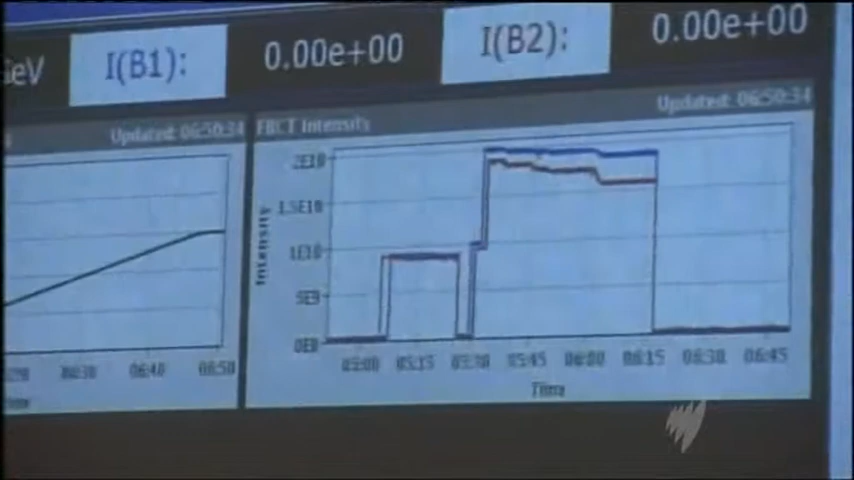 I(B1): 0.00e+00 I(B2): 0.00e+00
Updated: 06:50:34 FBCT Intensity Updated: 06:50:34
2E10
1.5E10
1E10
5E9
0E0
Intensity
06:30 06:40 06:50
05:00 05:15 05:30 05:45 06:00 06:15 06:30 06:45
Time